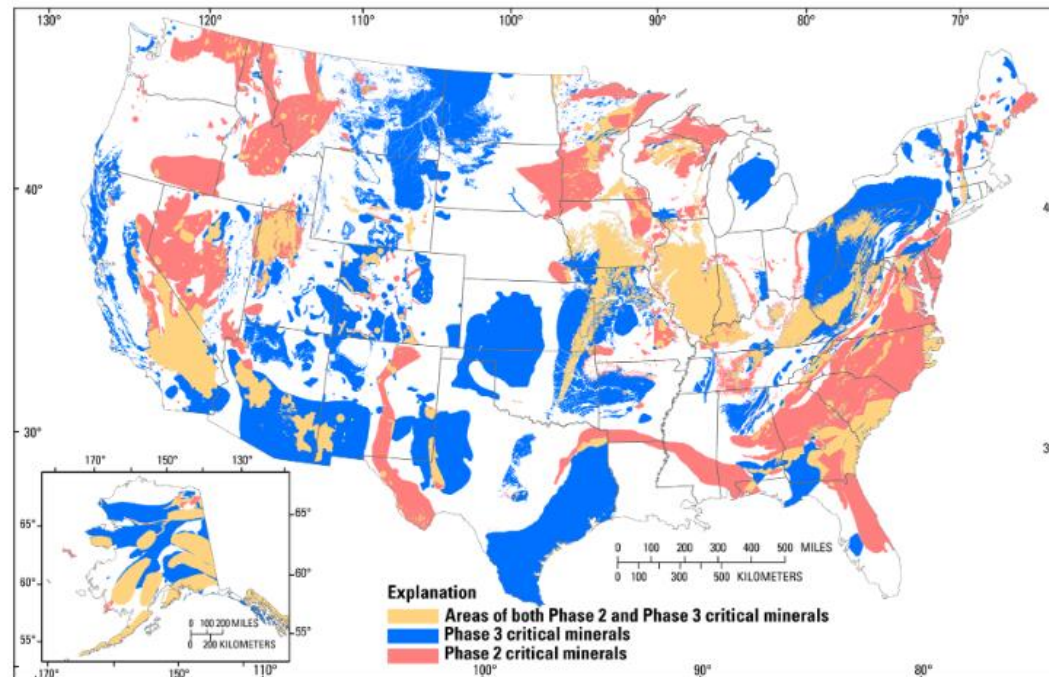 130° 120° 110° 100° 90° 80° 70°
40° 4
30° 3
170° 150° 140° 130°
65° 65°
60° 60°
55° 55°
0 100 200 MILES
0 200 KILOMETERS
170° 150° 110° 100° 90° 80°
0 100 200 300 400 500 MILES
0 100 300 500 KILOMETERS
Explanation
Areas of both Phase 2 and Phase 3 critical minerals
Phase 3 critical minerals
Phase 2 critical minerals